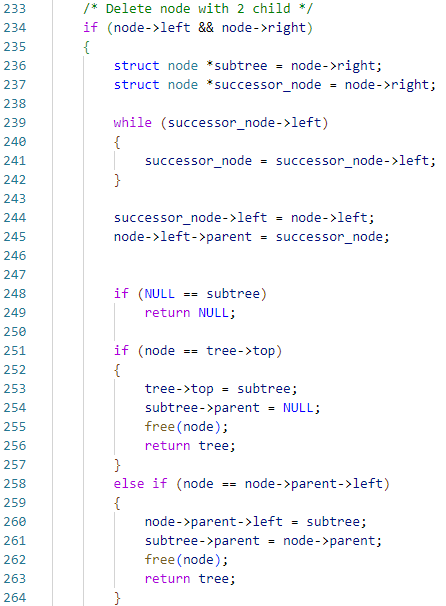 233 /* Delete node with 2 child */
234 if (node->left && node->right)
235 {
236 struct node *subtree = node->right;
237 struct node *successor_node = node->right;
238
239 while (successor_node->left)
240 {
241 successor_node = successor_node->left;
242 }
243
244 successor_node->left = node->left;
245 node->left->parent = successor_node;
246
247
248 if (NULL == subtree)
249 return NULL;
250
251 if (node == tree->top)
252 {
253 tree->top = subtree;
254 subtree->parent = NULL;
255 free(node);
256 return tree;
257 }
258 else if (node == node->parent->left)
259 {
260 node->parent->left = subtree;
261 subtree->parent = node->parent;
262 free(node);
263 return tree;
264 }